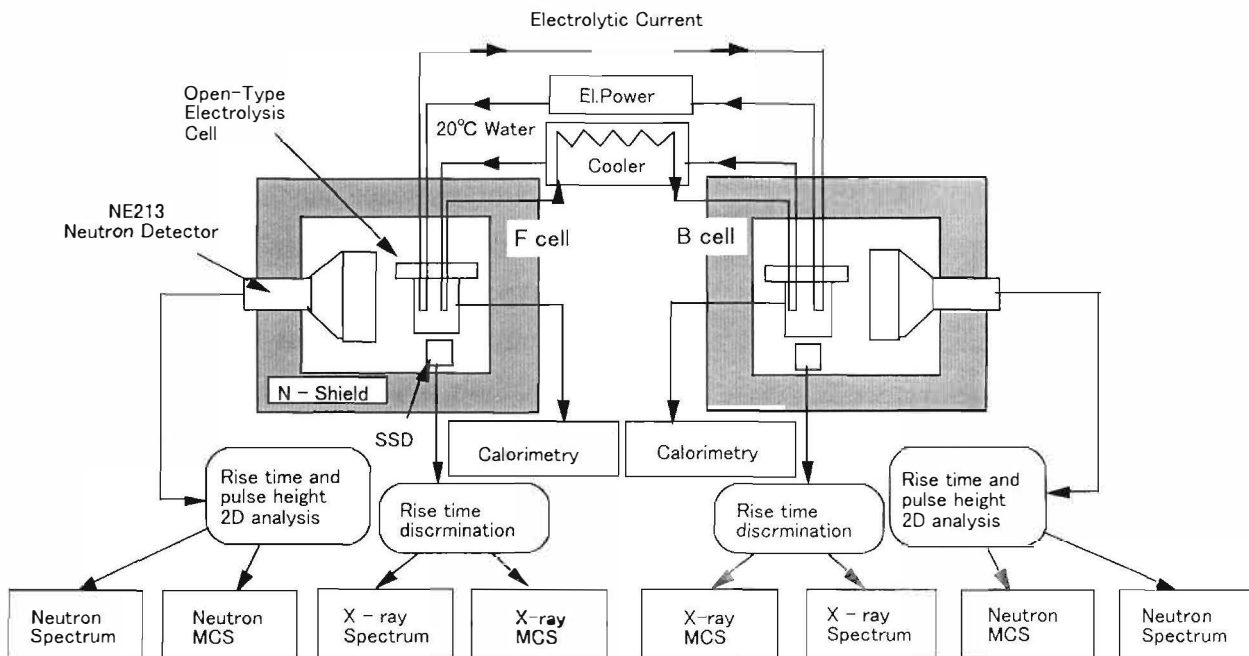 Electrolytic Current
Open-Type
Electrolysis
Cell
El.Power
20°C Water
Cooler
NE213
Neutron Detector
F cell
B cell
N - Shield
SSD
Calorimetry
Calorimetry
Rise time and
pulse height
2D analysis
Rise time
discrmination
Rise time
discrmination
Rise time and
pulse height
2D analysis
Neutron
Spectrum
Neutron
MCS
X - ray
Spectrum
X-ray
MCS
X-ray
MCS
X - ray
Spectrum
Neutron
MCS
Neutron
Spectrum